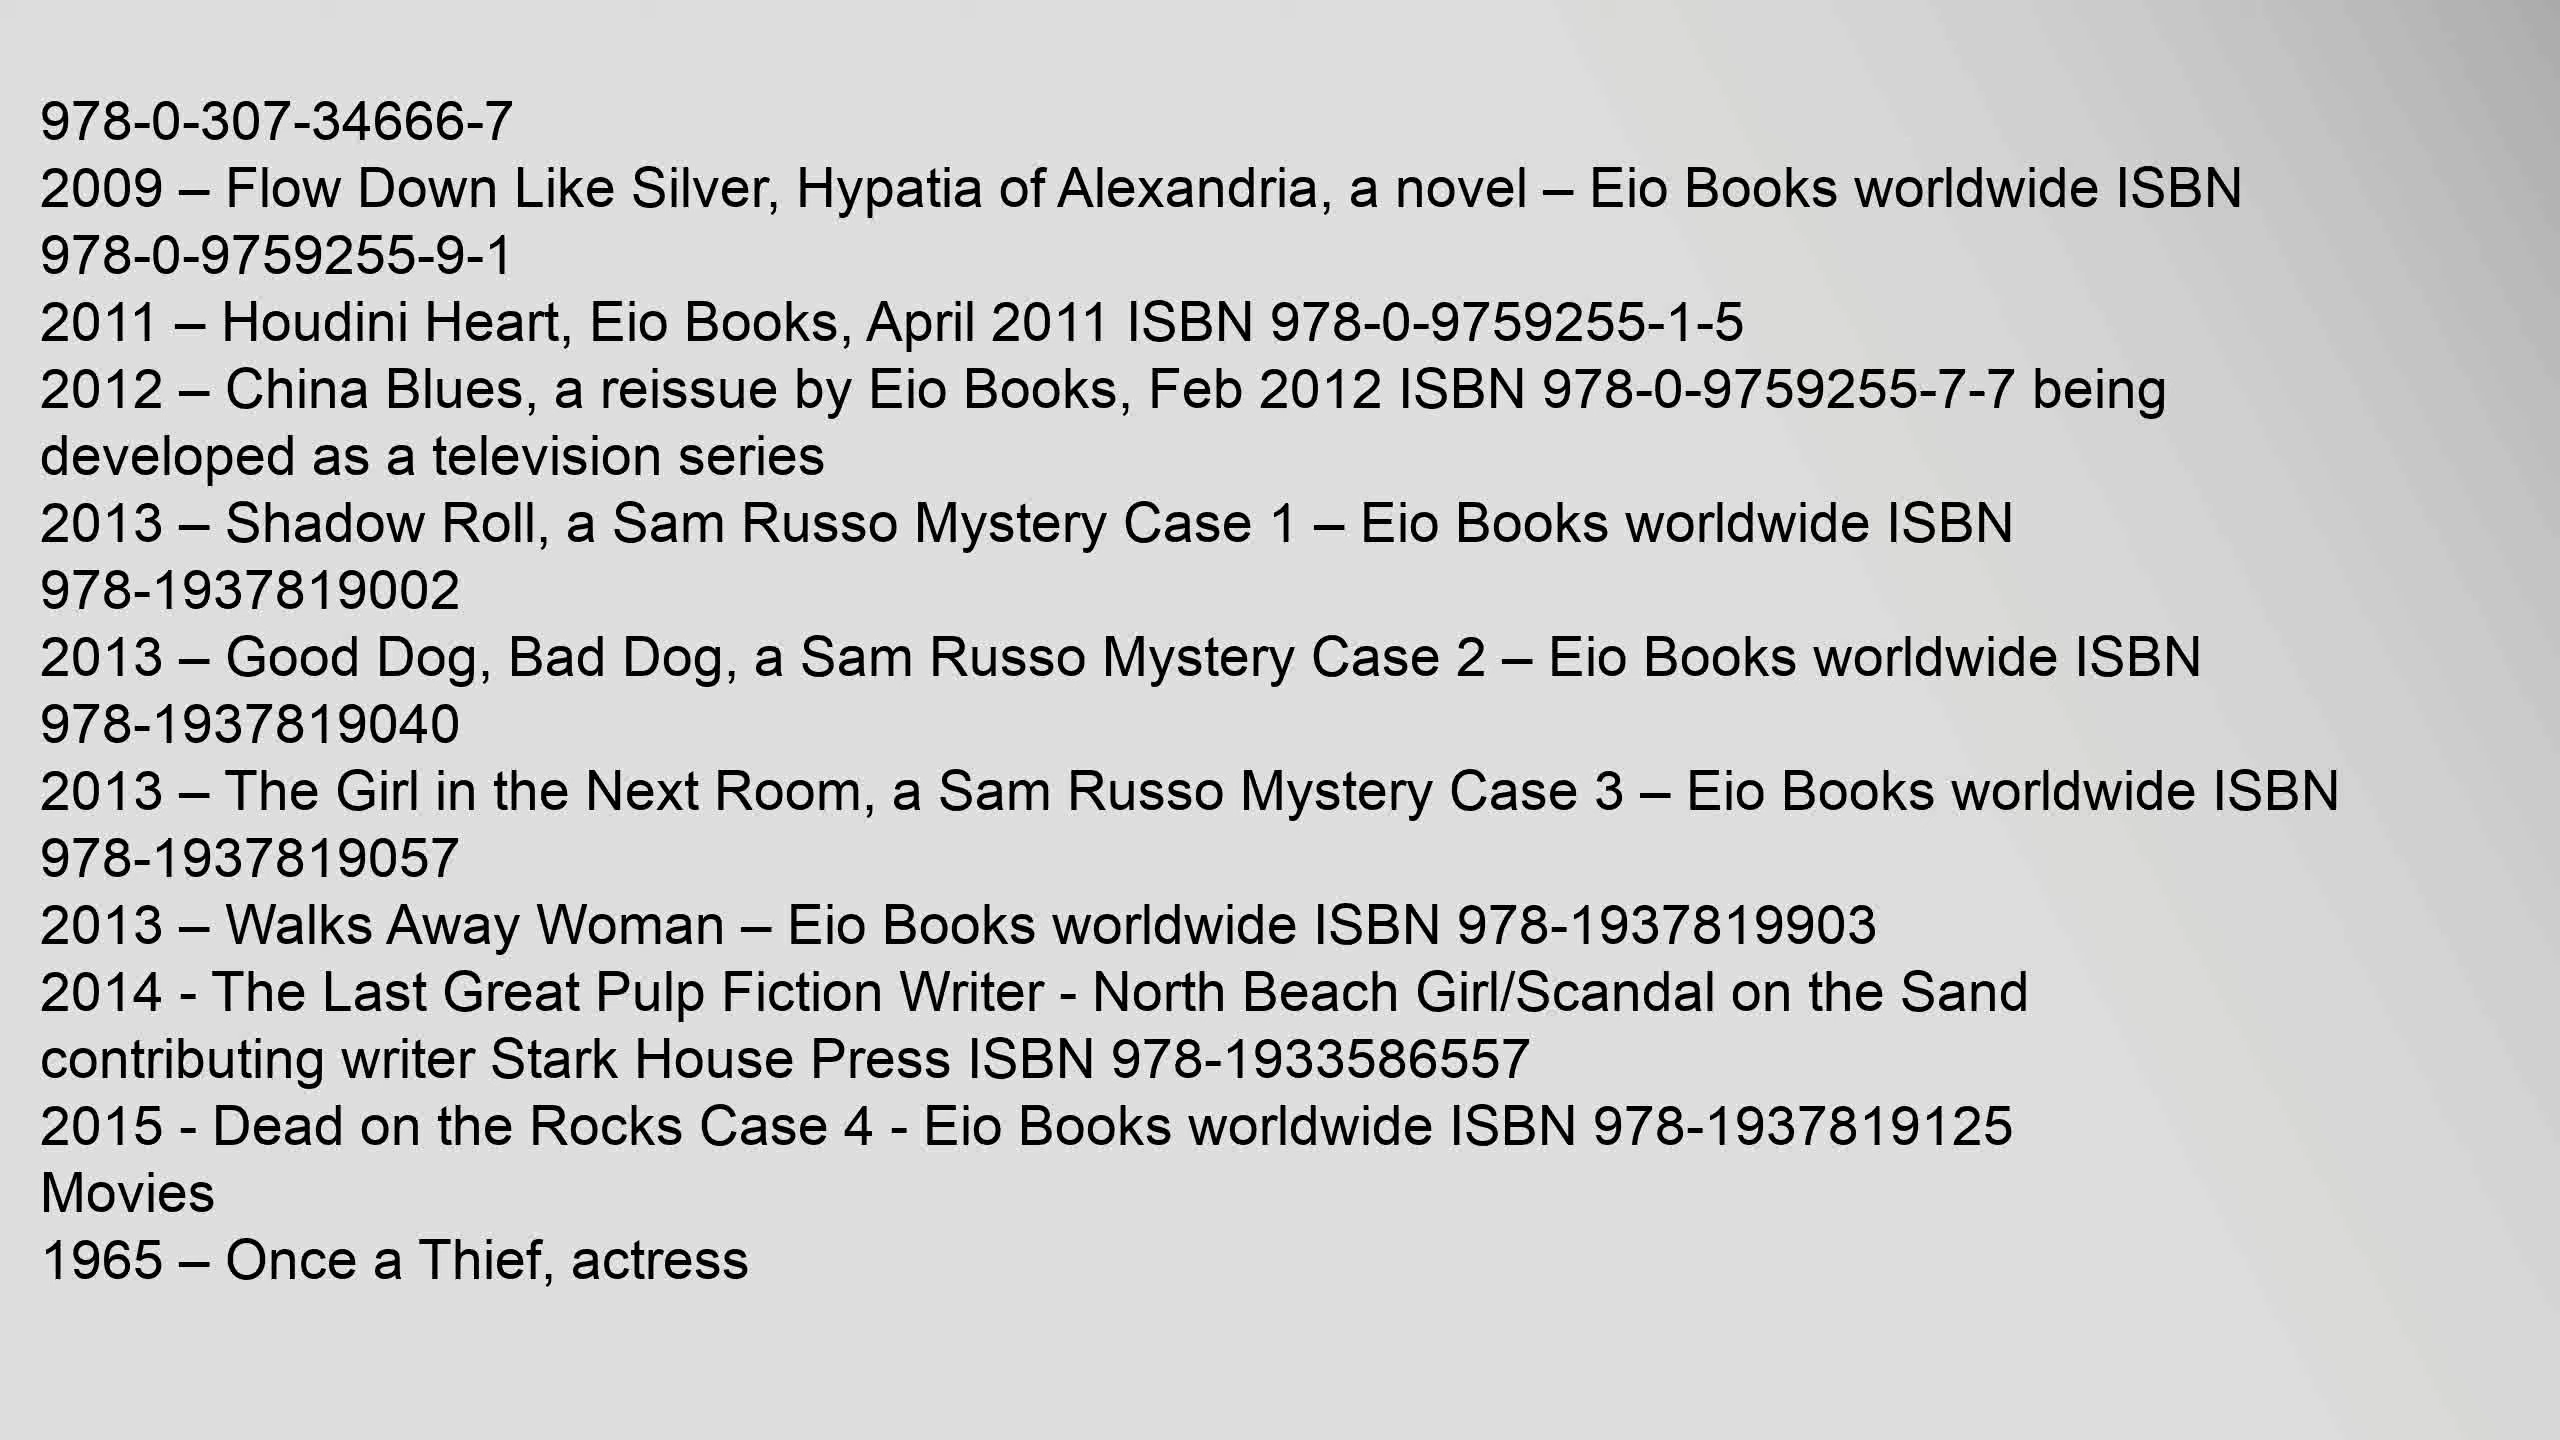 978-0-307-34666-7
2009 – Flow Down Like Silver, Hypatia of Alexandria, a novel – Eio Books worldwide ISBN
978-0-9759255-9-1
2011 – Houdini Heart, Eio Books, April 2011 ISBN 978-0-9759255-1-5
2012 – China Blues, a reissue by Eio Books, Feb 2012 ISBN 978-0-9759255-7-7 being
developed as a television series
2013 – Shadow Roll, a Sam Russo Mystery Case 1 – Eio Books worldwide ISBN
978-1937819002
2013 – Good Dog, Bad Dog, a Sam Russo Mystery Case 2 – Eio Books worldwide ISBN
978-1937819040
2013 – The Girl in the Next Room, a Sam Russo Mystery Case 3 – Eio Books worldwide ISBN
978-1937819057
2013 – Walks Away Woman – Eio Books worldwide ISBN 978-1937819903
2014 - The Last Great Pulp Fiction Writer - North Beach Girl/Scandal on the Sand
contributing writer Stark House Press ISBN 978-1933586557
2015 - Dead on the Rocks Case 4 - Eio Books worldwide ISBN 978-1937819125
Movies
1965 – Once a Thief, actress